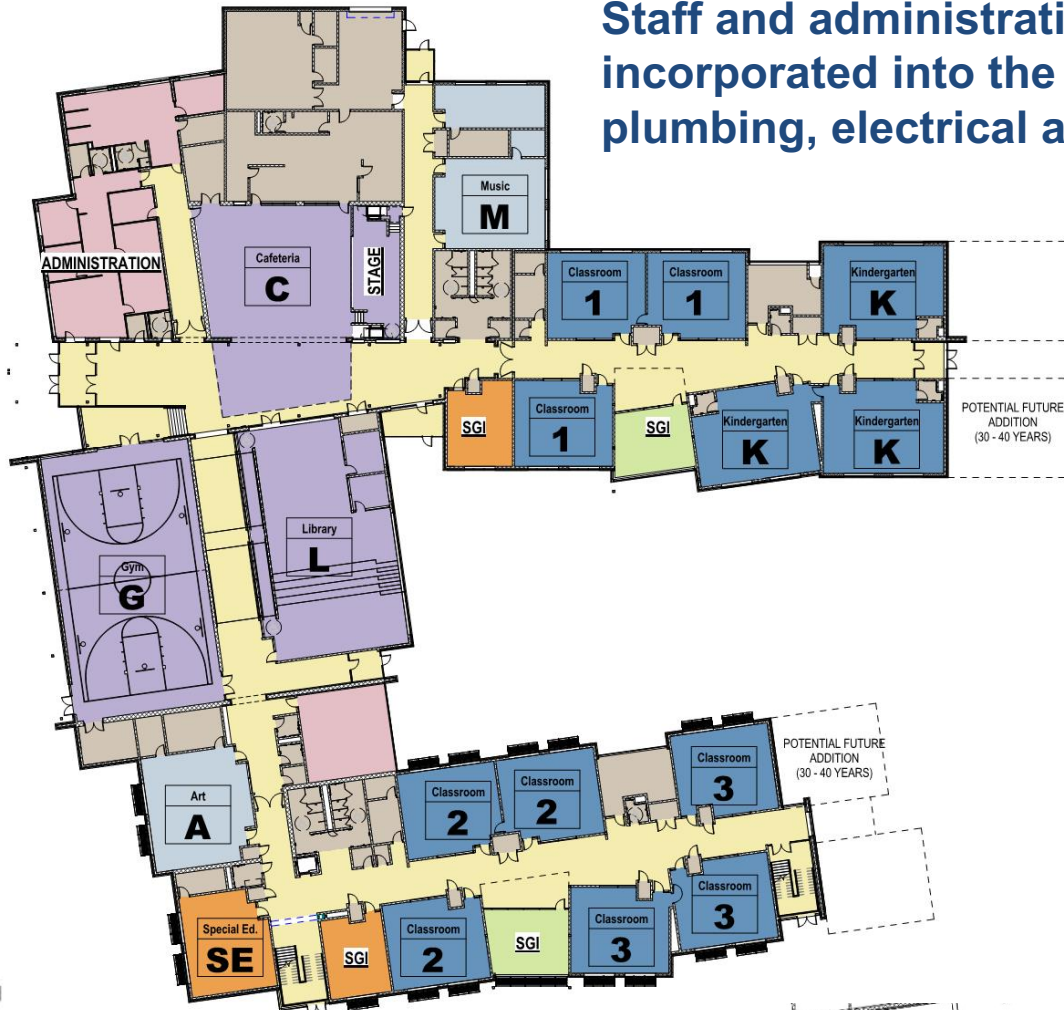 Staff and administrati
incorporated into the
plumbing, electrical a
Music
M
ADMINISTRATION
Cafeteria
C
STAGE
Classroom
1
Classroom
1
Kindergarten
K
SGI
Classroom
1
SGI
Kindergarten
K
Kindergarten
K
POTENTIAL FUTURE
ADDITION
(30 - 40 YEARS)
Library
L
Gym
G
POTENTIAL FUTURE
ADDITION
(30 - 40 YEARS)
Art
A
Classroom
2
Classroom
2
Classroom
3
Special Ed.
SE
SGI
Classroom
2
SGI
Classroom
3
Classroom
3